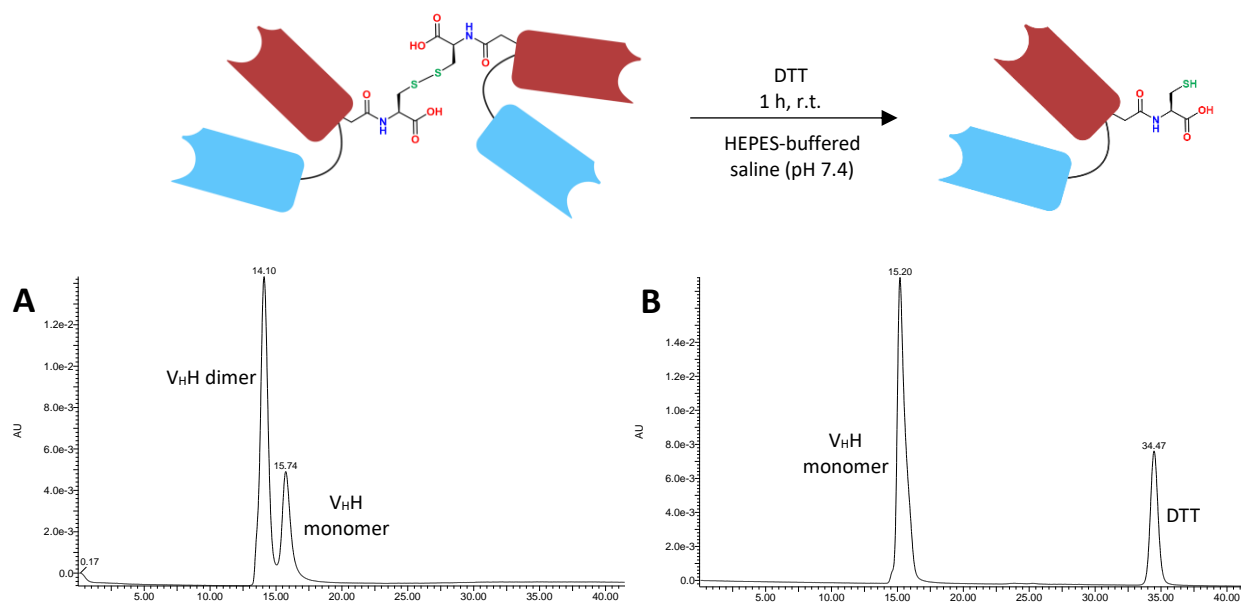 O
HO
H
N
O
S
S
O
N
H
OH
O
DTT
1 h, r.t.
HEPES-buffered
saline (pH 7.4)
SH
O
N
H
OH
O
A
14.10
VHH dimer
15.74
VHH
monomer
0.17
AU
1.2e-2
1.0e-2
8.0e-3
6.0e-3
4.0e-3
2.0e-3
0.0
5.00
10.00
15.00
20.00
25.00
30.00
35.00
40.00
B
15.20
VHH
monomer
34.47
DTT
AU
1.4e-2
1.2e-2
1.0e-2
8.0e-3
6.0e-3
4.0e-3
2.0e-3
0.0
5.00
10.00
15.00
20.00
25.00
30.00
35.00
40.00